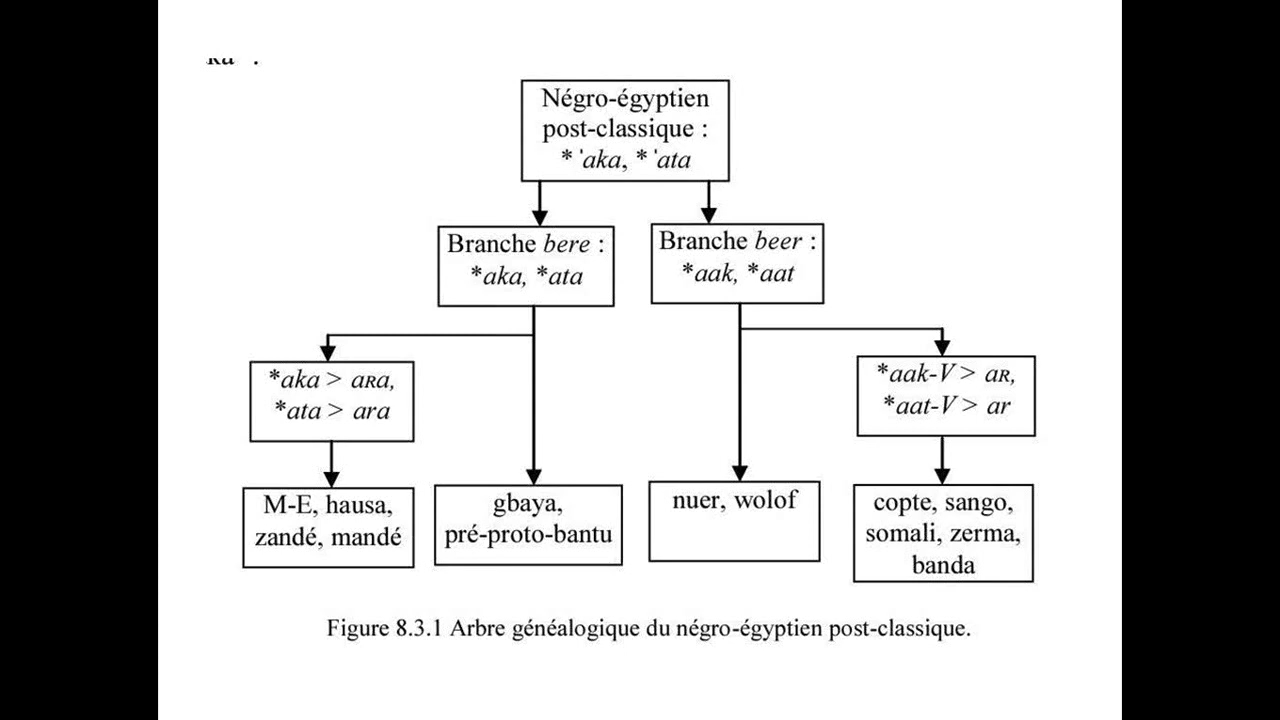 Négro-égyptien
post-classique :
* ˈaka, * ˈata
Branche bere :
*aka, *ata
Branche beer :
*aak, *aat
*aka > aʀa,
*ata > ara
*aak-V > aʀ,
*aat-V > ar
M-E, hausa,
zandé, mandé
gbaya,
pré-proto-bantu
nuer, wolof
copte, sango,
somali, zerma,
banda
Figure 8.3.1 Arbre généalogique du négro-égyptien post-classique.